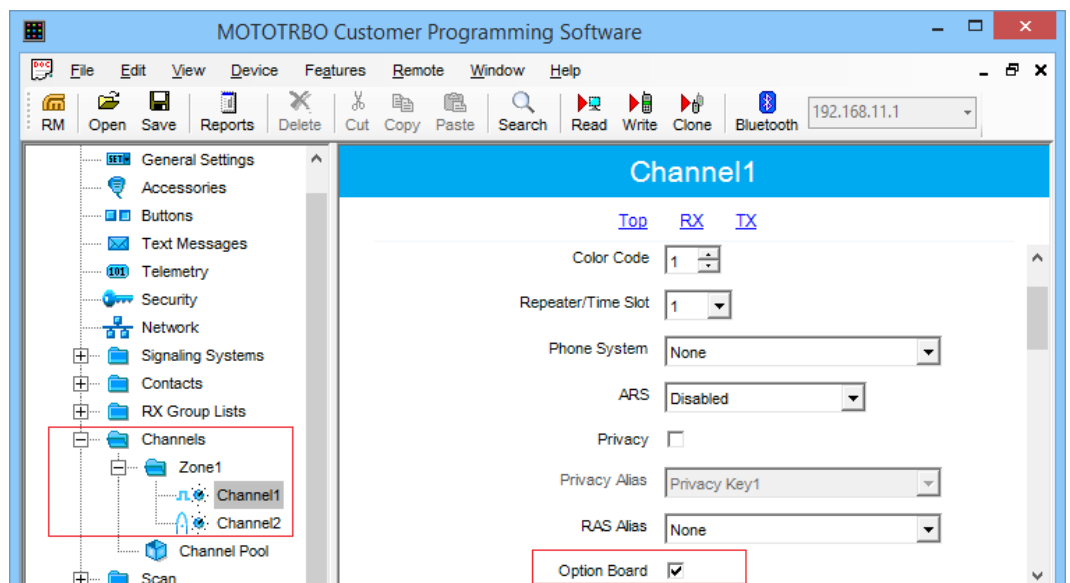 MOTOTRBO Customer Programming Software
File Edit View Device Features Remote Window Help
RM Open Save Reports Delete Cut Copy Paste Search Read Write Clone Bluetooth 192.168.11.1
SET General Settings
Accessories
Buttons
Text Messages
101 Telemetry
Security
Network
Signaling Systems
Contacts
RX Group Lists
Channels
Zone1
Channel1
Channel2
Channel Pool
Scan
Channel1
Top RX TX
Color Code 1
Repeater/Time Slot 1
Phone System None
ARS Disabled
Privacy
Privacy Alias Privacy Key1
RAS Alias None
Option Board